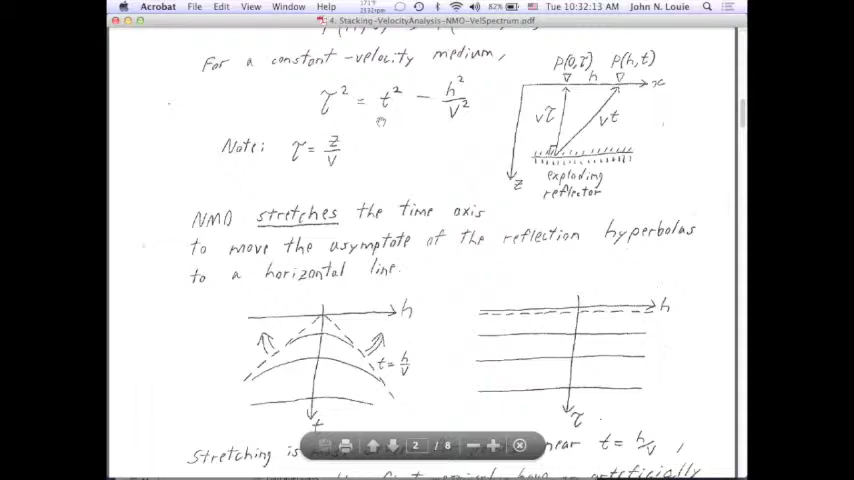 Acrobat File Edit View Window Help 82% Tue 10:32:13 AM John N. Louie
4. Stacking-VelocityAnalysis-NMO-VelSpectrum.pdf
For a constant-velocity medium,
τ² = t² - h²/v²
Note: τ = z/v
P(0,τ) P(h,t)
h x
vτ vt
z
exploding
reflector
NMO stretches the time axis
to move the asymptote of the reflection hyperbolas
to a horizontal line.
h
t = h/v
t
h
τ
2 / 8
Stretching is near t = h/v,
artificially